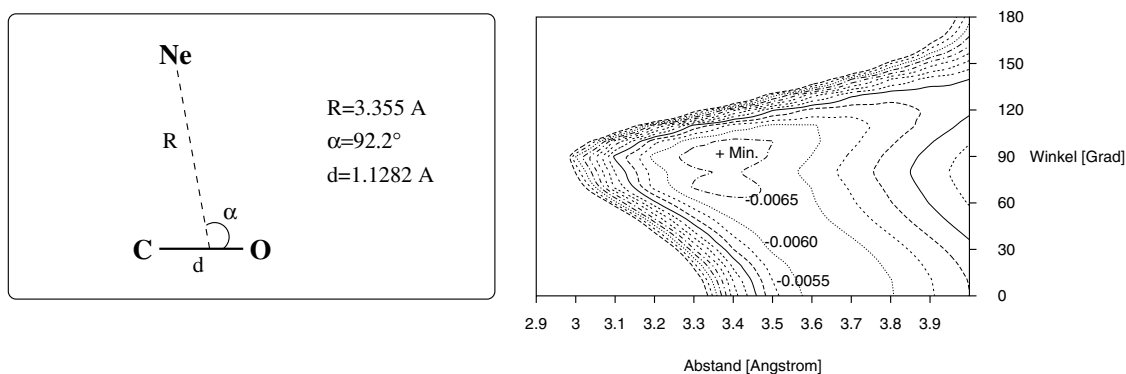 Ne
R
α
C
O
d
R=3.355 A
α=92.2°
d=1.1282 A
180
150
120
90
60
30
0
Winkel [Grad]
+ Min.
-0.0065
-0.0060
-0.0055
2.9 3 3.1 3.2 3.3 3.4 3.5 3.6 3.7 3.8 3.9
Abstand [Angstrom]